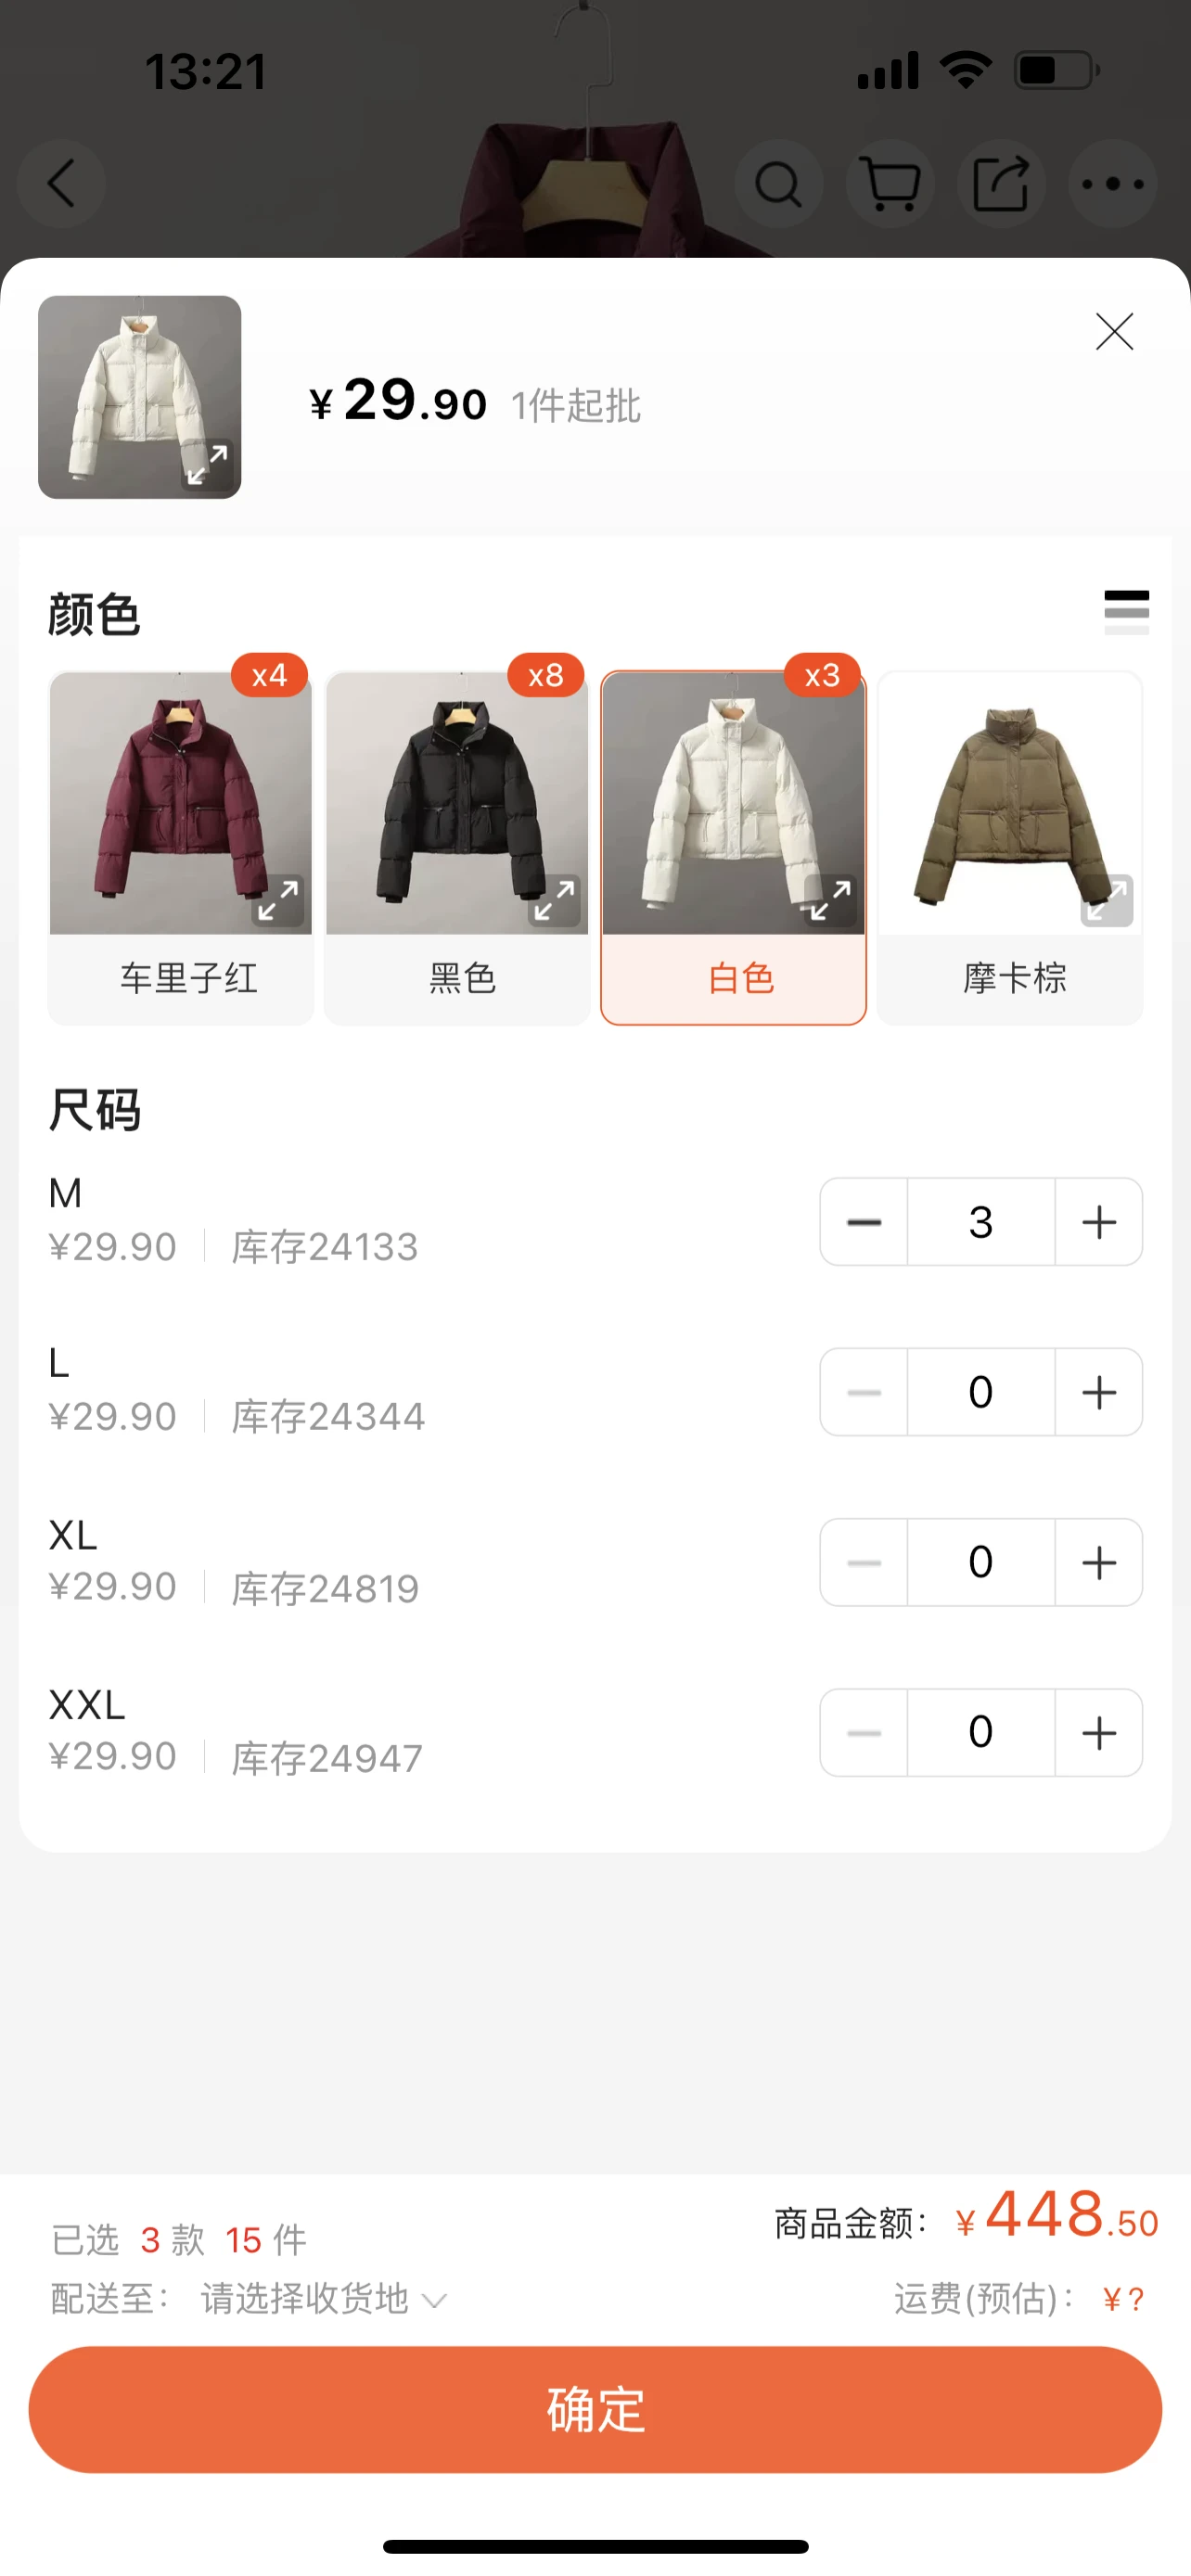 13:21
¥29.90 1件起批
颜色
x4 x8 x3
车里子红 黑色 白色 摩卡棕
尺码
M
¥29.90 库存24133
3
L
¥29.90 库存24344
0
XL
¥29.90 库存24819
0
XXL
¥29.90 库存24947
0
已选 3 款 15 件
商品金额: ¥448.50
配送至: 请选择收货地
运费(预估): ¥?
确定